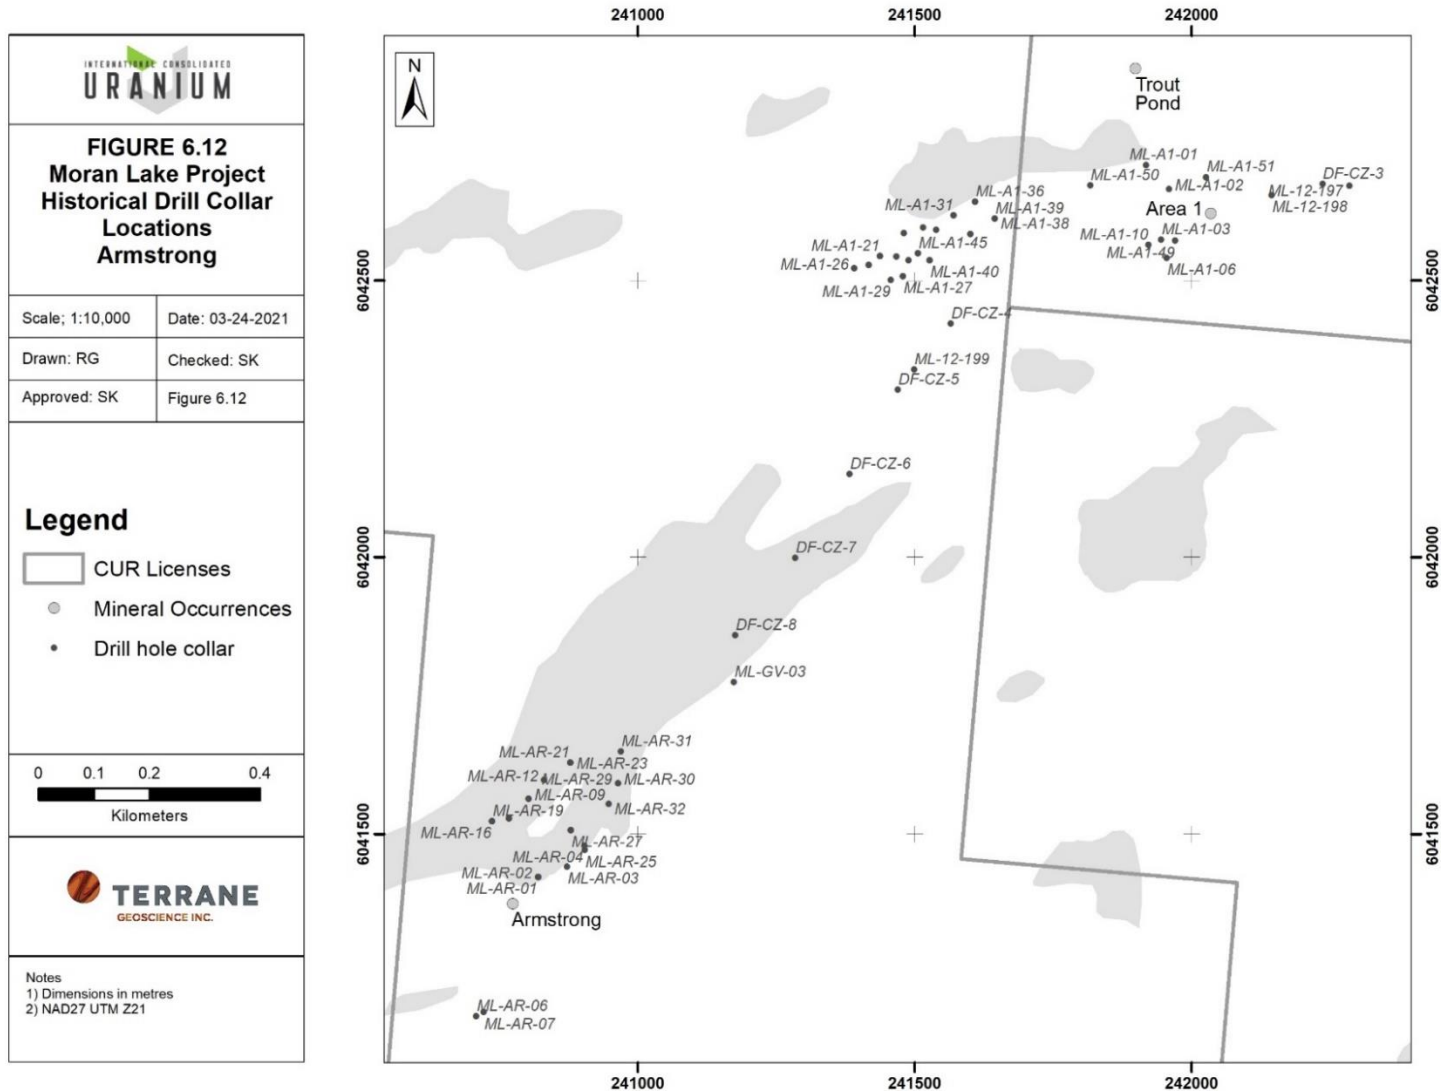 INTERNATIONAL CONSOLIDATED
URANIUM
FIGURE 6.12
Moran Lake Project
Historical Drill Collar
Locations
Armstrong
Scale; 1:10,000
Date: 03-24-2021
Drawn: RG
Checked: SK
Approved: SK
Figure 6.12
Legend
CUR Licenses
Mineral Occurrences
Drill hole collar
0 0.1 0.2 0.4
Kilometers
TERRANE
GEOSCIENCE INC.
Notes
1) Dimensions in metres
2) NAD27 UTM Z21
241000 241500 242000
N
Trout
Pond
ML-A1-01
ML-A1-50
ML-A1-51
ML-A1-02
DF-CZ-3
ML-12-197
ML-12-198
Area 1
ML-A1-36
ML-A1-31
ML-A1-39
ML-A1-38
ML-A1-10
ML-A1-03
ML-A1-49
ML-A1-06
ML-A1-21
ML-A1-45
ML-A1-26
ML-A1-40
ML-A1-29
ML-A1-27
6042500
6042500
DF-CZ-4
ML-12-199
DF-CZ-5
DF-CZ-6
DF-CZ-7
6042000
6042000
DF-CZ-8
ML-GV-03
ML-AR-31
ML-AR-21
ML-AR-23
ML-AR-12
ML-AR-29
ML-AR-30
ML-AR-09
ML-AR-19
ML-AR-32
ML-AR-16
6041500
6041500
ML-AR-27
ML-AR-04
ML-AR-25
ML-AR-02
ML-AR-03
ML-AR-01
Armstrong
ML-AR-06
ML-AR-07
241000 241500 242000